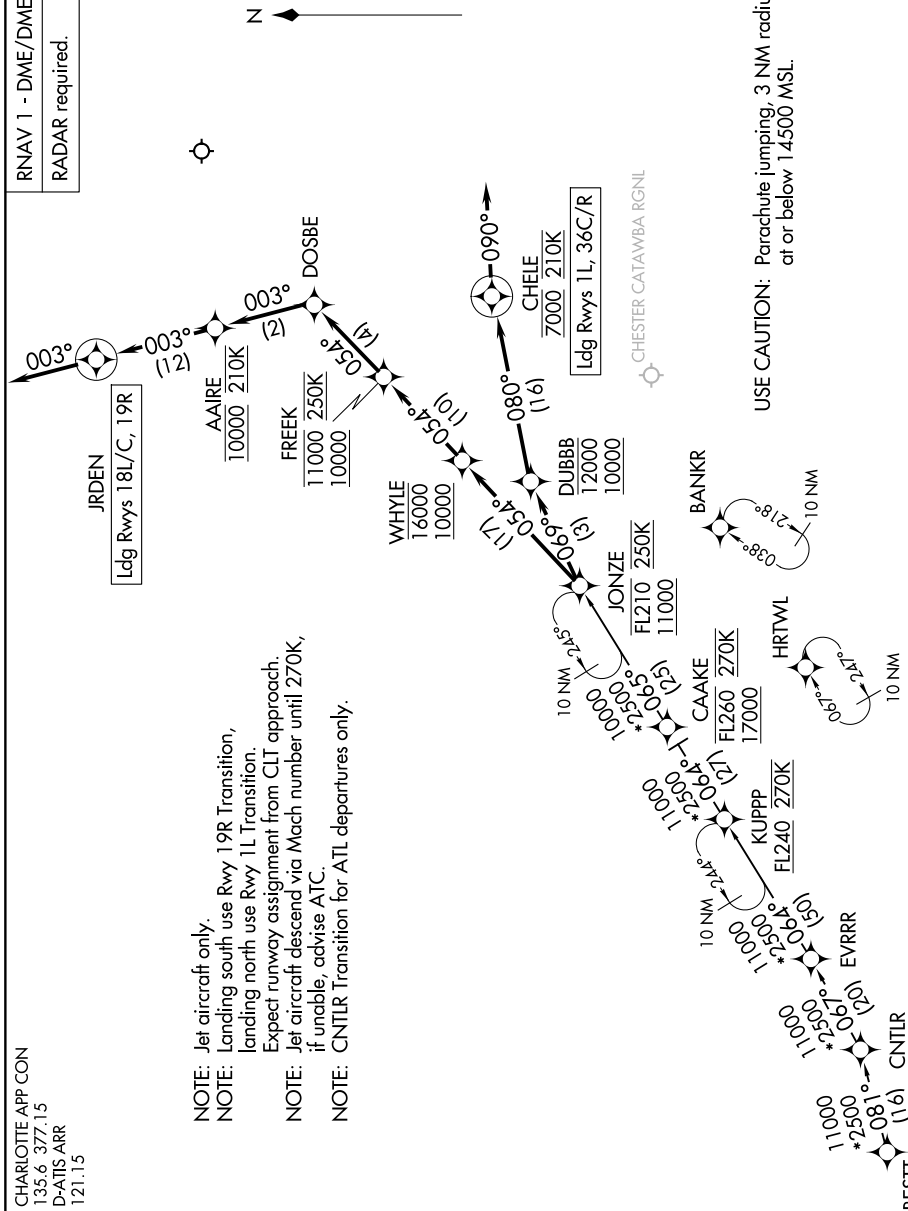 CHARLOTTE APP CON
135.6 377.15
D-ATIS ARR
121.15
RNAV 1 - DME/DME
RADAR required.
N
NOTE: Jet aircraft only.
NOTE: Landing south use Rwy 19R Transition,
landing north use Rwy 1L Transition.
Expect runway assignment from CLT approach.
NOTE: Jet aircraft descend via Mach number until 270K,
if unable, advise ATC.
NOTE: CNTLR Transition for ATL departures only.
003°
JRDEN
Ldg Rwys 18L/C, 19R
003°
(12)
AAIRE
10000 210K
003°
(2)
DOSBE
054°
(4)
FREEK
11000 250K
10000
054°
(10)
WHYLE
16000
10000
054°
(17)
090°
CHELE
7000 210K
Ldg Rwys 1L, 36C/R
080°
(16)
DUBBB
12000
10000
069°
(3)
JONZE
FL210 250K
11000
10 NM
245°
10000
*2500
065°
(25)
CAAKE
FL260 270K
17000
11000
*2500
064°
(27)
KUPPP
FL240 270K
10 NM
244°
11000
*2500
064°
(50)
EVRRR
11000
*2500
067°
(20)
CNTLR
11000
*2500
081°
(16)
CHESTER CATAWBA RGNL
BANKR
038°
218°
10 NM
HRTWL
067°
247°
10 NM
USE CAUTION: Parachute jumping, 3 NM radiu
at or below 14500 MSL.